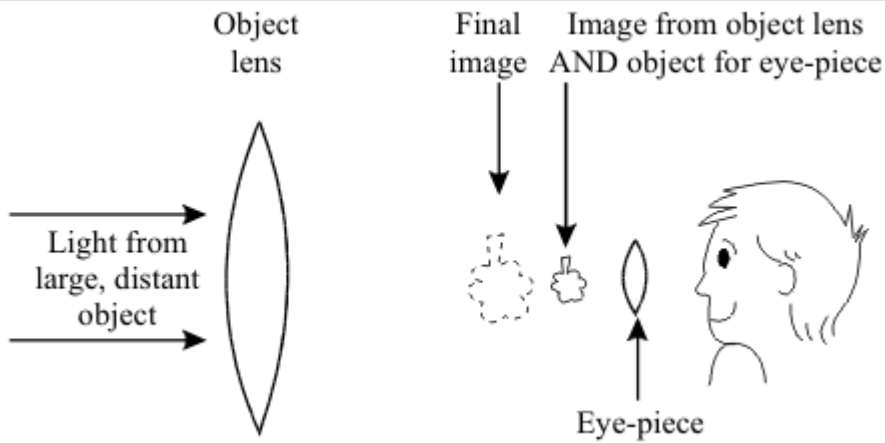 Object
lens
Final
image
Image from object lens
AND object for eye-piece
Light from
large, distant
object
Eye-piece